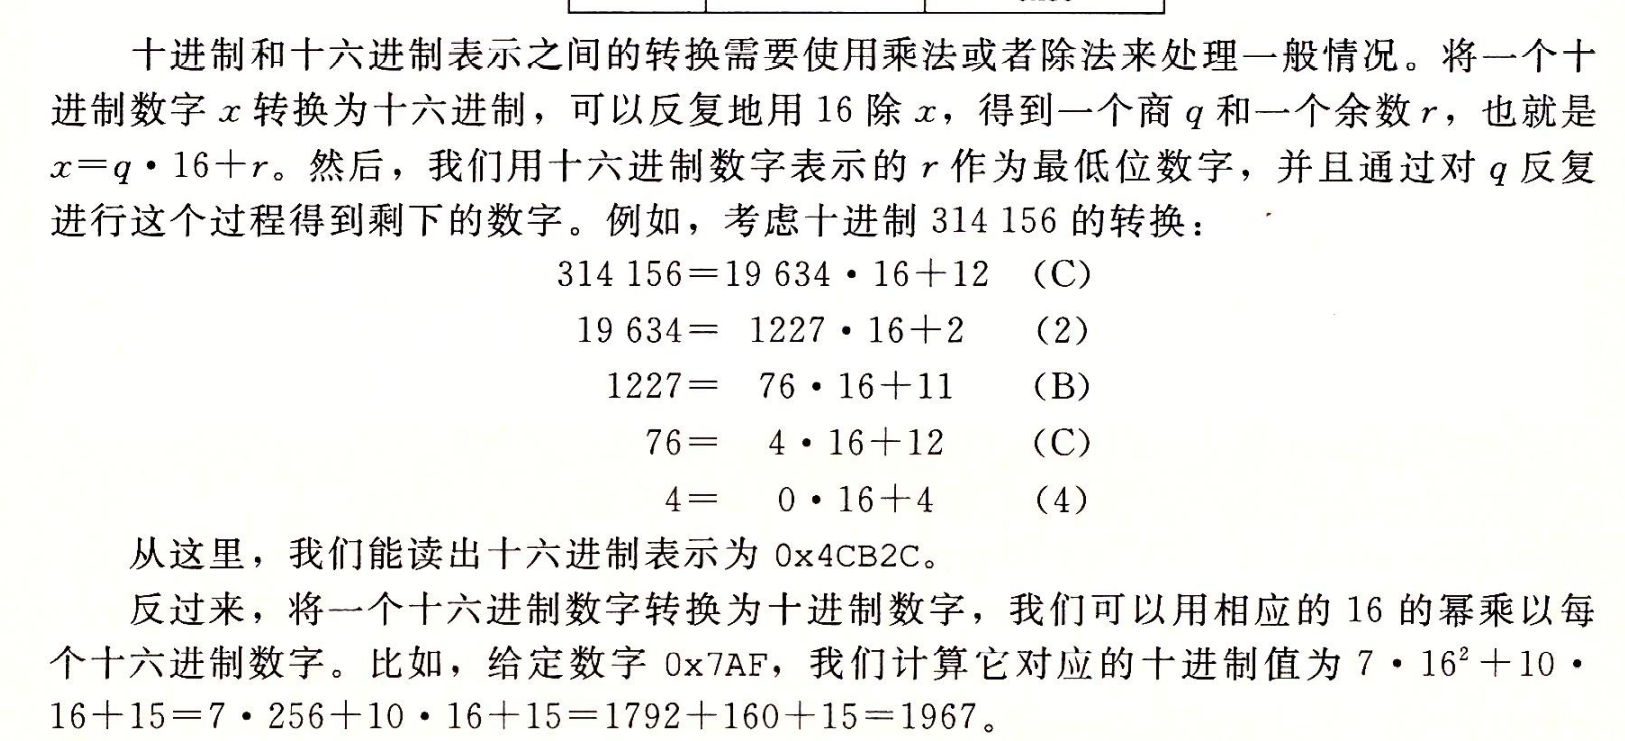 十进制和十六进制表示之间的转换需要使用乘法或者除法来处理一般情况。将一个十
进制数字 x 转换为十六进制，可以反复地用 16 除 x，得到一个商 q 和一个余数 r，也就是
x=q·16+r。然后，我们用十六进制数字表示的 r 作为最低位数字，并且通过对 q 反复
进行这个过程得到剩下的数字。例如，考虑十进制 314 156 的转换：
314 156=19 634·16+12 (C)
19 634= 1227·16+2 (2)
1227= 76·16+11 (B)
76= 4·16+12 (C)
4= 0·16+4 (4)
从这里，我们能读出十六进制表示为 0x4CB2C。
反过来，将一个十六进制数字转换为十进制数字，我们可以用相应的 16 的幂乘以每
个十六进制数字。比如，给定数字 0x7AF，我们计算它对应的十进制值为 7·16²+10·
16+15=7·256+10·16+15=1792+160+15=1967。